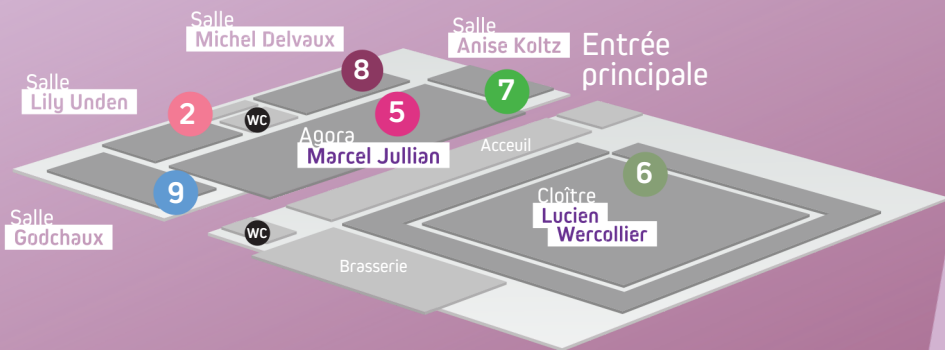 Salle
Michel Delvaux
Salle
Anise Koltz
Entrée
principale
Salle
Lily Unden
8
7
2
WC
5
Agora
Marcel Jullian
Acceuil
6
9
Cloître
Lucien
Wercollier
Salle
Godchaux
WC
Brasserie